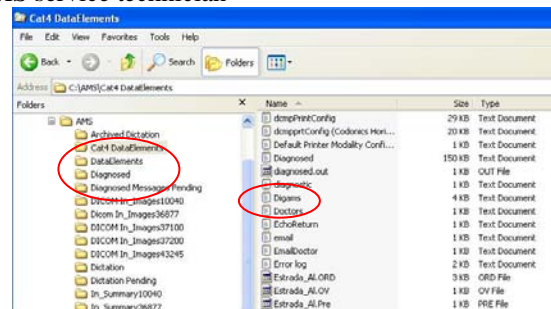 Cat4 DataElements
File Edit View Favorites Tools Help
Back Search Folders
Address C:\AMS\Cat4 DataElements
Folders × Name Size Type
AMS
Archived Dictation
Cat4 DataElements
DataElements
Diagnosed
Diagnosed Messages Pending
DICOM In_Images10040
Dicom In_Images36877
DICOM In_Images37100
DICOM In_Images37200
DICOM In_Images43245
Dictation
Dictation Pending
In_Summary10040
In_Summary36877
dcmpPrintConfig 29 KB Text Document
dcmpprtConfig (Codonics Hori... 20 KB Text Document
Default Printer Modality Confi... 1 KB Text Document
Diagnosed 150 KB Text Document
diagnosed.out 1 KB OUT File
diagnostic 1 KB Text Document
Digams 4 KB Text Document
Doctors 1 KB Text Document
EchoReturn 1 KB Text Document
email 1 KB Text Document
EmailDoctor 1 KB Text Document
Error log 2 KB Text Document
Estrada_Al.ORD 3 KB ORD File
Estrada_Al.OV 1 KB OV File
Estrada_Al.Pre 1 KB PRE File